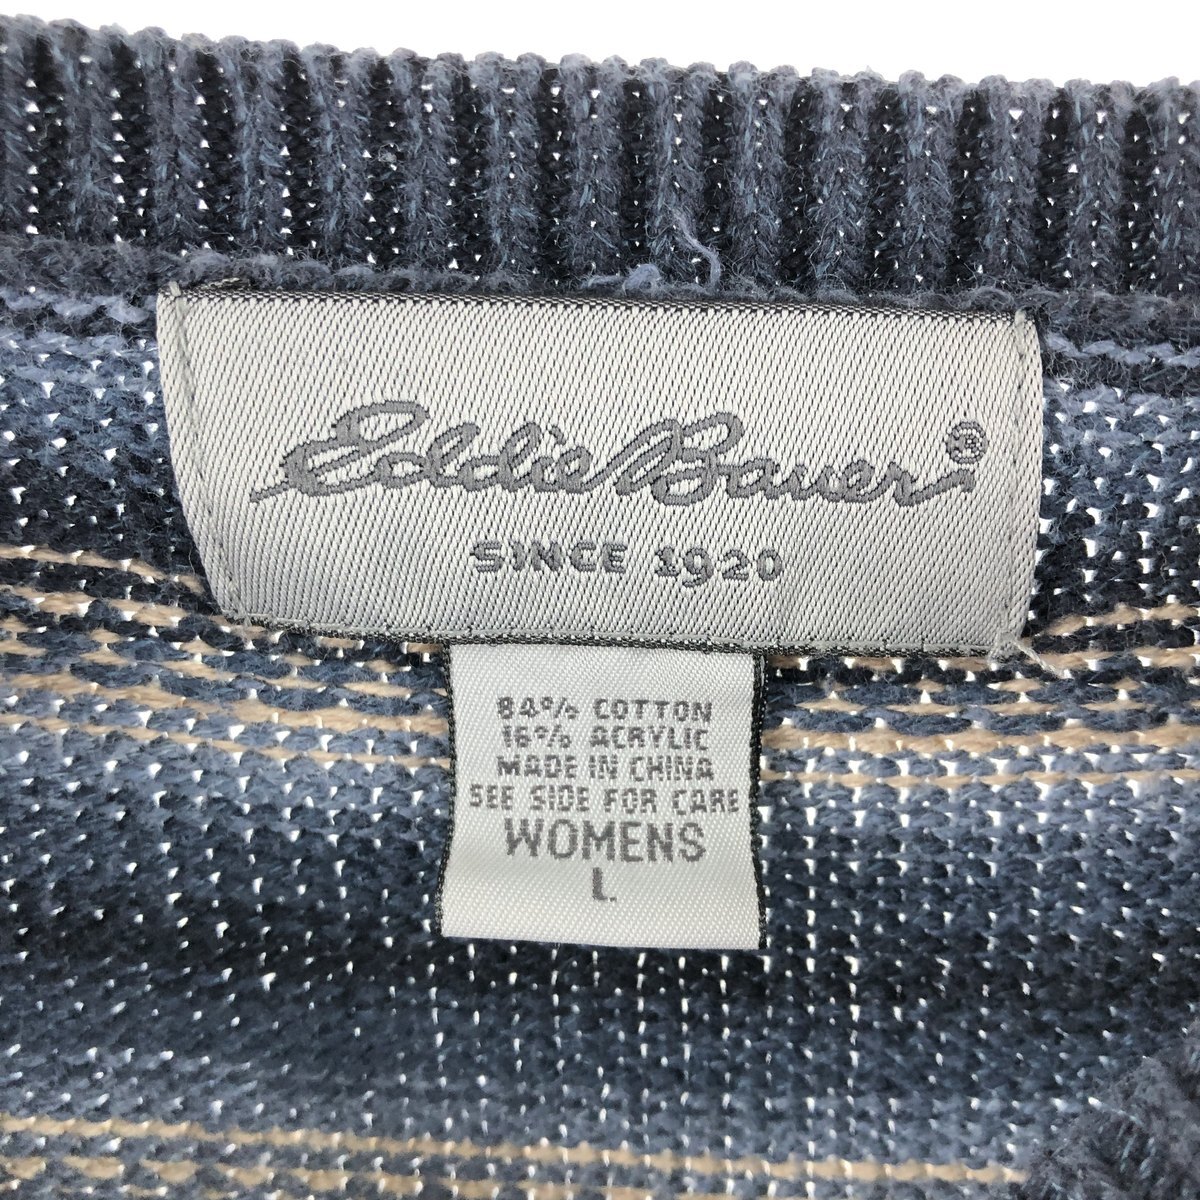 Eddie Bauer®
SINCE 1920
84% COTTON
16% ACRYLIC
MADE IN CHINA
SEE SIDE FOR CARE
WOMENS
L.